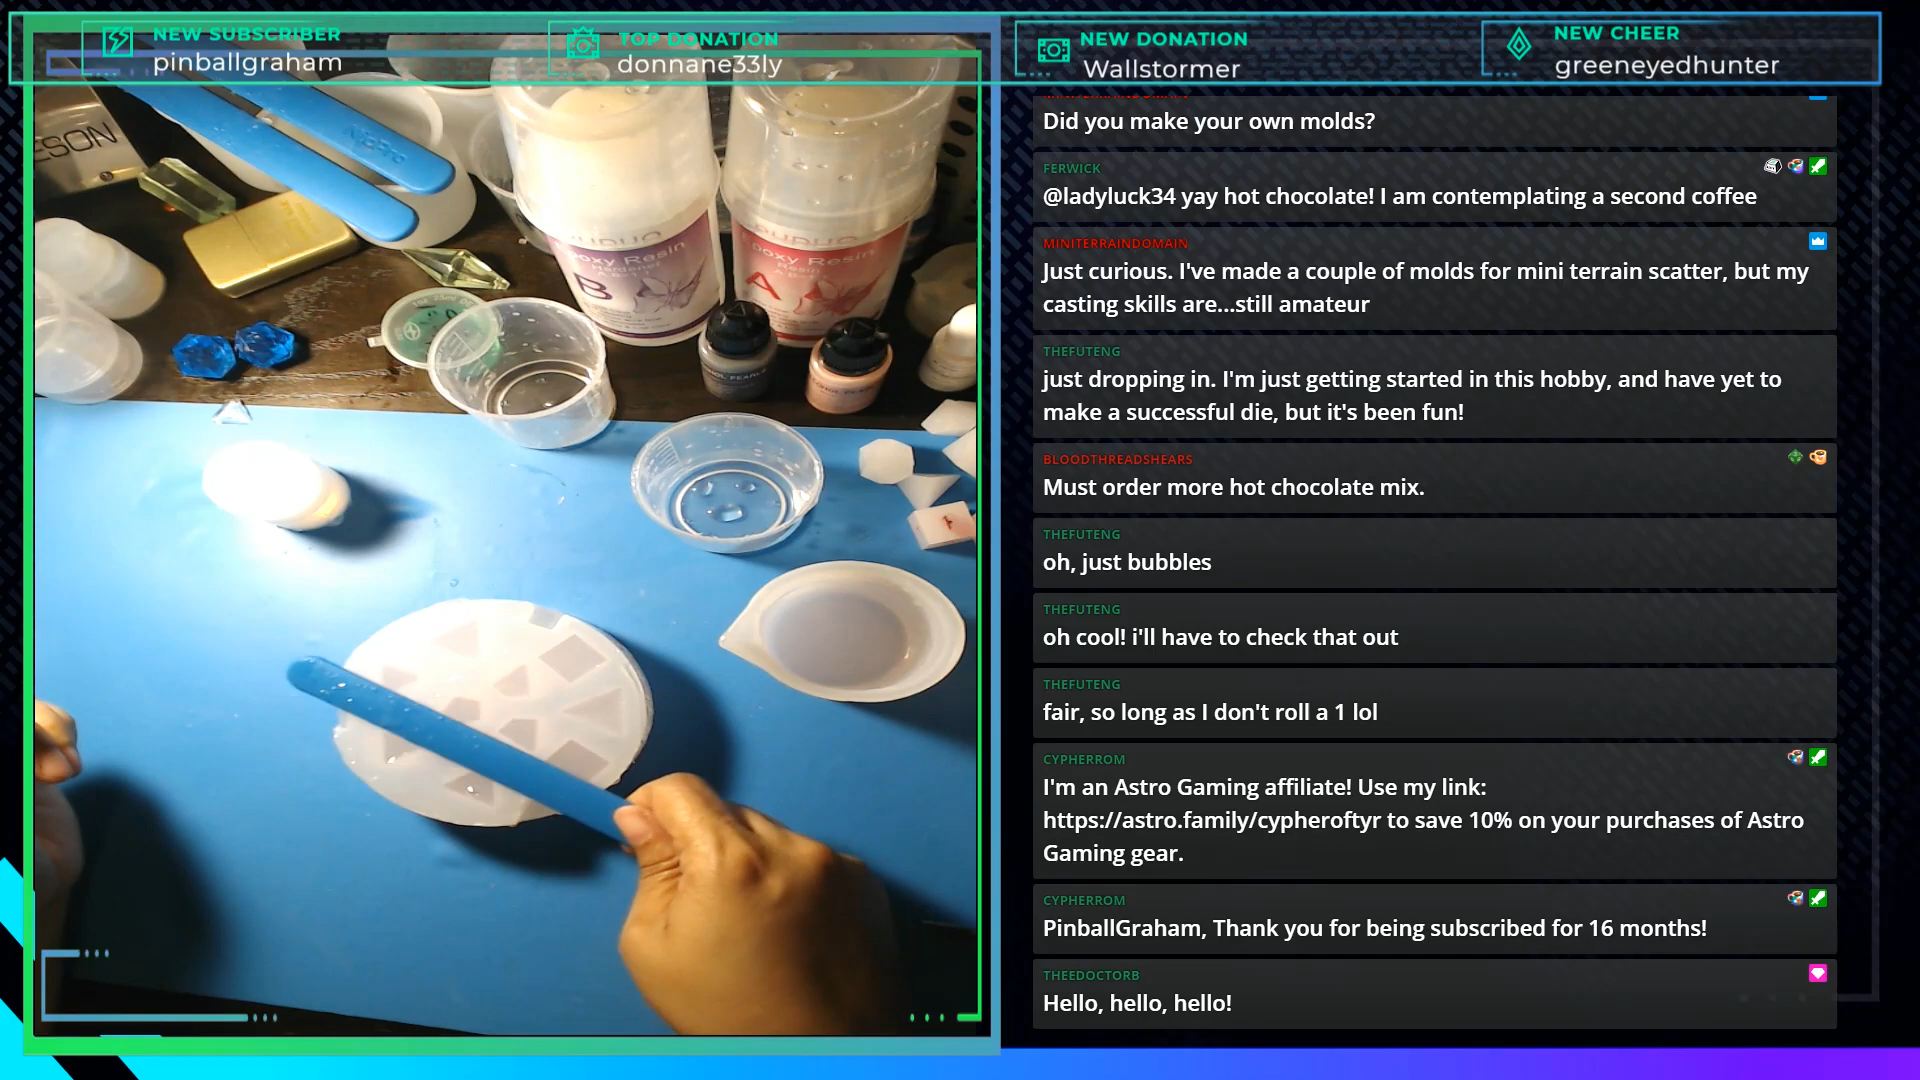 NEW SUBSCRIBER
pinballgraham
TOP DONATION
donnane33ly
NEW DONATION
Wallstormer
NEW CHEER
greeneyedhunter
Epoxy Resin
Hardener
B
Epoxy Resin
Resin
A
Did you make your own molds?
FERWICK
@ladyluck34 yay hot chocolate! I am contemplating a second coffee
MINITERRAINDOMAIN
Just curious. I've made a couple of molds for mini terrain scatter, but my
casting skills are...still amateur
THEFUTENG
just dropping in. I'm just getting started in this hobby, and have yet to
make a successful die, but it's been fun!
BLOODTHREADSHEARS
Must order more hot chocolate mix.
THEFUTENG
oh, just bubbles
THEFUTENG
oh cool! i'll have to check that out
THEFUTENG
fair, so long as I don't roll a 1 lol
CYPHERROM
I'm an Astro Gaming affiliate! Use my link:
https://astro.family/cypheroftyr to save 10% on your purchases of Astro
Gaming gear.
CYPHERROM
PinballGraham, Thank you for being subscribed for 16 months!
THEEDOCTORB
Hello, hello, hello!